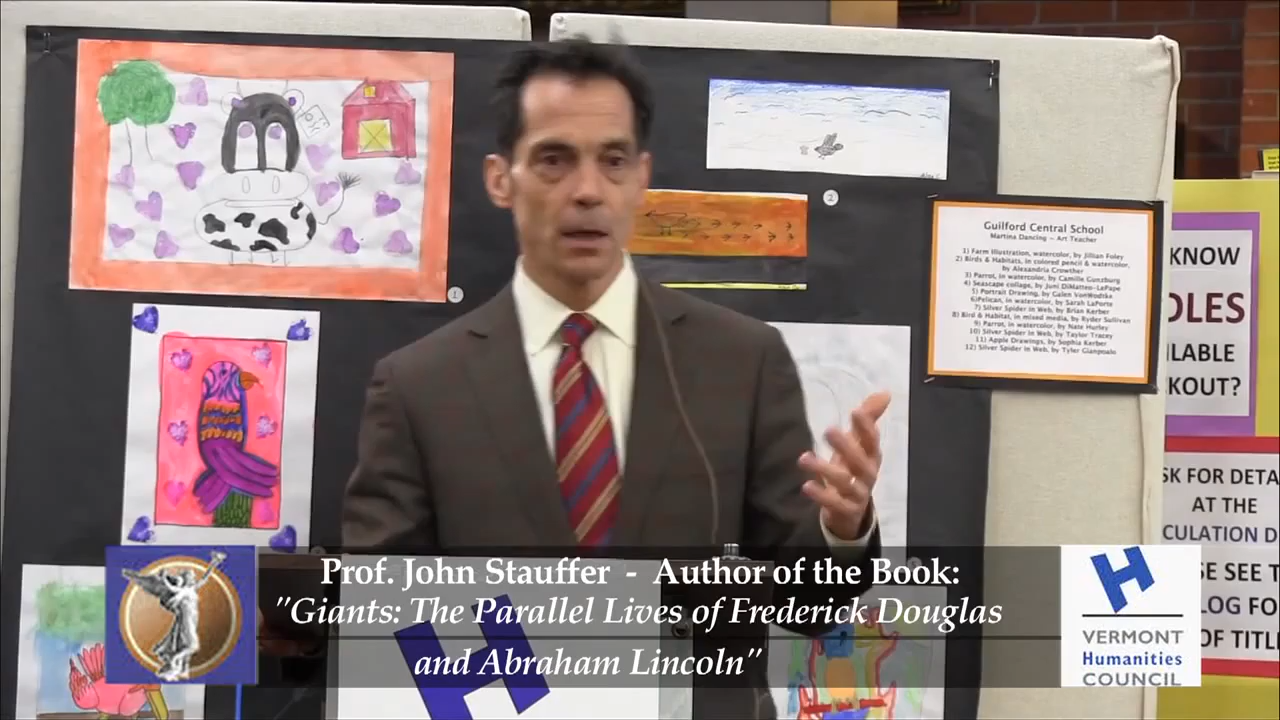 1
2
Guilford Central School
Martina Dancing ~ Art Teacher
1) Farm Illustration, watercolor, by Jillian Foley
2) Birds & Habitats, in colored pencil & watercolor,
by Alexandria Crowther
3) Parrot, in watercolor, by Camille Gunzburg
4) Seascape collage, by Juni DiMatteo-LePape
5) Portrait Drawing, by Galen VonWodtke
6)Pelican, in watercolor, by Sarah LaPorte
7) Silver Spider in Web, by Brian Kerber
8) Bird & Habitat, in mixed media, by Ryder Sullivan
9) Parrot, in watercolor, by Nate Hurley
10) Silver Spider in Web, by Taylor Tracey
11) Apple Drawings, by Sophia Kerber
12) Silver Spider in Web, by Tyler Gianpoalo
KNOW
OLES
ILABLE
KOUT?
SK FOR DETA
AT THE
CULATION D
SE SEE T
LOG FO
OF TITLE
Prof. John Stauffer - Author of the Book:
"Giants: The Parallel Lives of Frederick Douglas
and Abraham Lincoln"
H
H
VERMONT
Humanities
COUNCIL